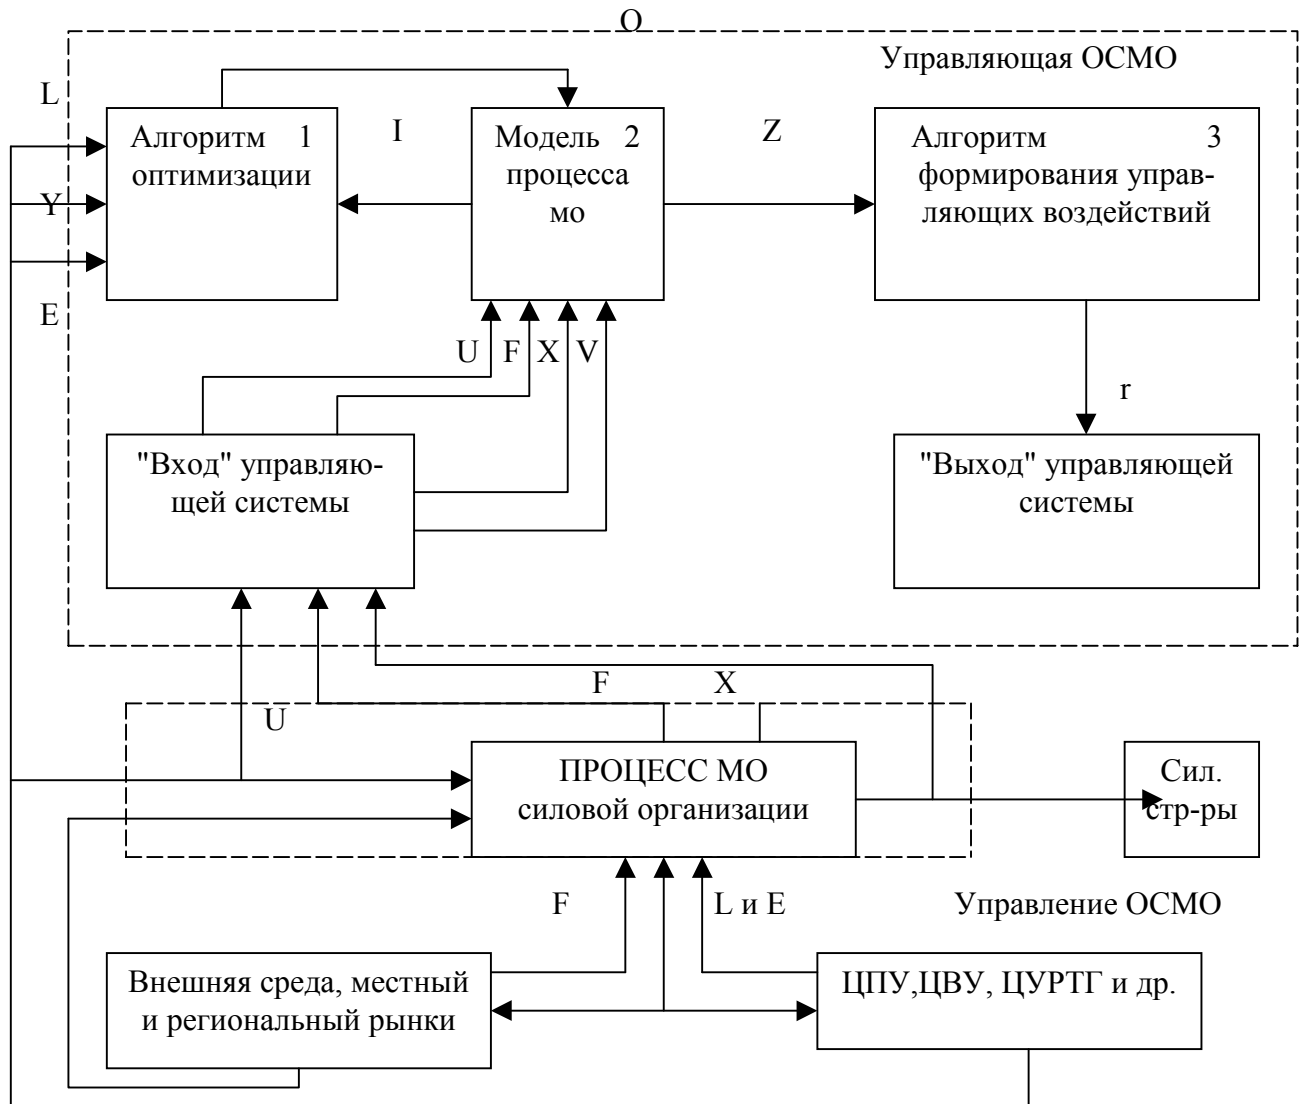 O
Управляющая ОСМО
L
Алгоритм 1
оптимизации
I
Модель 2
процесса
мо
Z
Алгоритм 3
формирования управ-
ляющих воздействий
Y
E
U F X V
r
"Вход" управляю-
щей системы
"Выход" управляющей
системы
F X
U
ПРОЦЕСС МО
силовой организации
Сил.
стр-ры
F
L и E
Управление ОСМО
Внешняя среда, местный
и региональный рынки
ЦПУ,ЦВУ, ЦУРТГ и др.